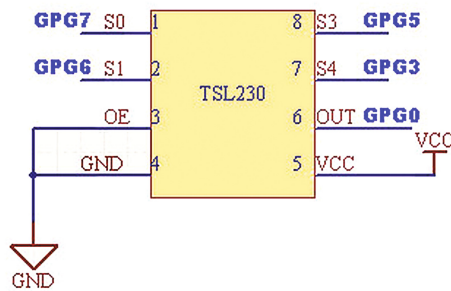 GPG7 S0 1 8 S3 GPG5
GPG6 S1 2 7 S4 GPG3
TSL230
OE 3 6 OUT GPG0
VCC
GND 4 5 VCC
GND